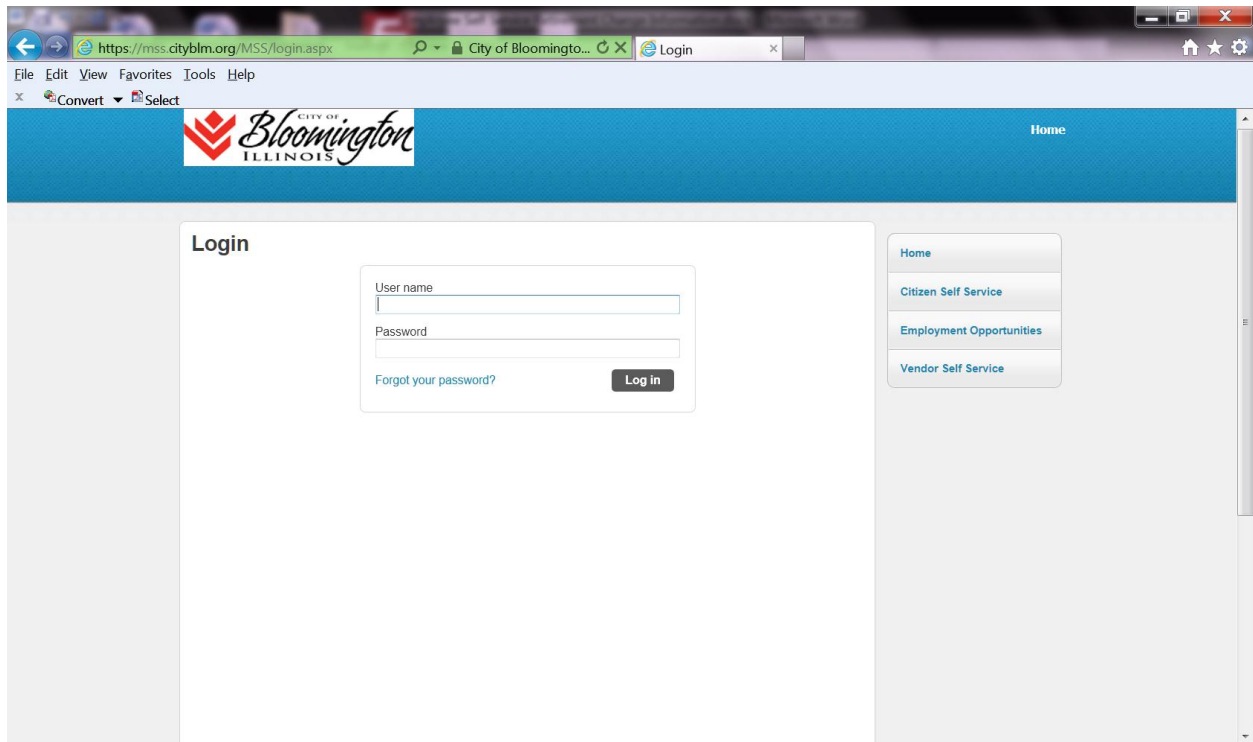 https://mss.cityblm.org/MSS/login.aspx
City of Bloomingto...
Login
File Edit View Favorites Tools Help
x Convert Select
CITY OF
Bloomington
ILLINOIS
Home
Login
User name
Password
Forgot your password?
Log in
Home
Citizen Self Service
Employment Opportunities
Vendor Self Service